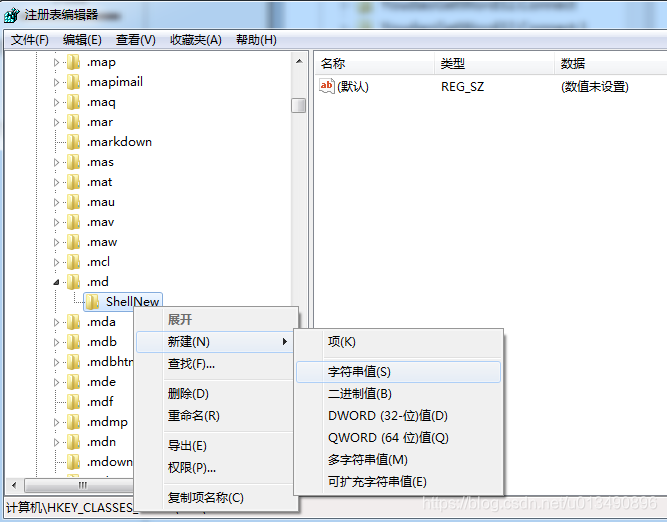 注册表编辑器
文件(F) 编辑(E) 查看(V) 收藏夹(A) 帮助(H)
.map
.mapimail
.maq
.mar
.markdown
.mas
.mat
.mau
.mav
.maw
.mcl
.md
ShellNew
.mda
.mdb
.mdbhtm
.mde
.mdf
.mdmp
.mdn
.mdown
名称 类型 数据
ab (默认) REG_SZ (数值未设置)
展开
新建(N)
查找(F)...
删除(D)
重命名(R)
导出(E)
权限(P)...
复制项名称(C)
项(K)
字符串值(S)
二进制值(B)
DWORD (32-位)值(D)
QWORD (64 位)值(Q)
多字符串值(M)
可扩充字符串值(E)
计算机\HKEY_CLASSES_
https://blog.csdn.net/u013490896